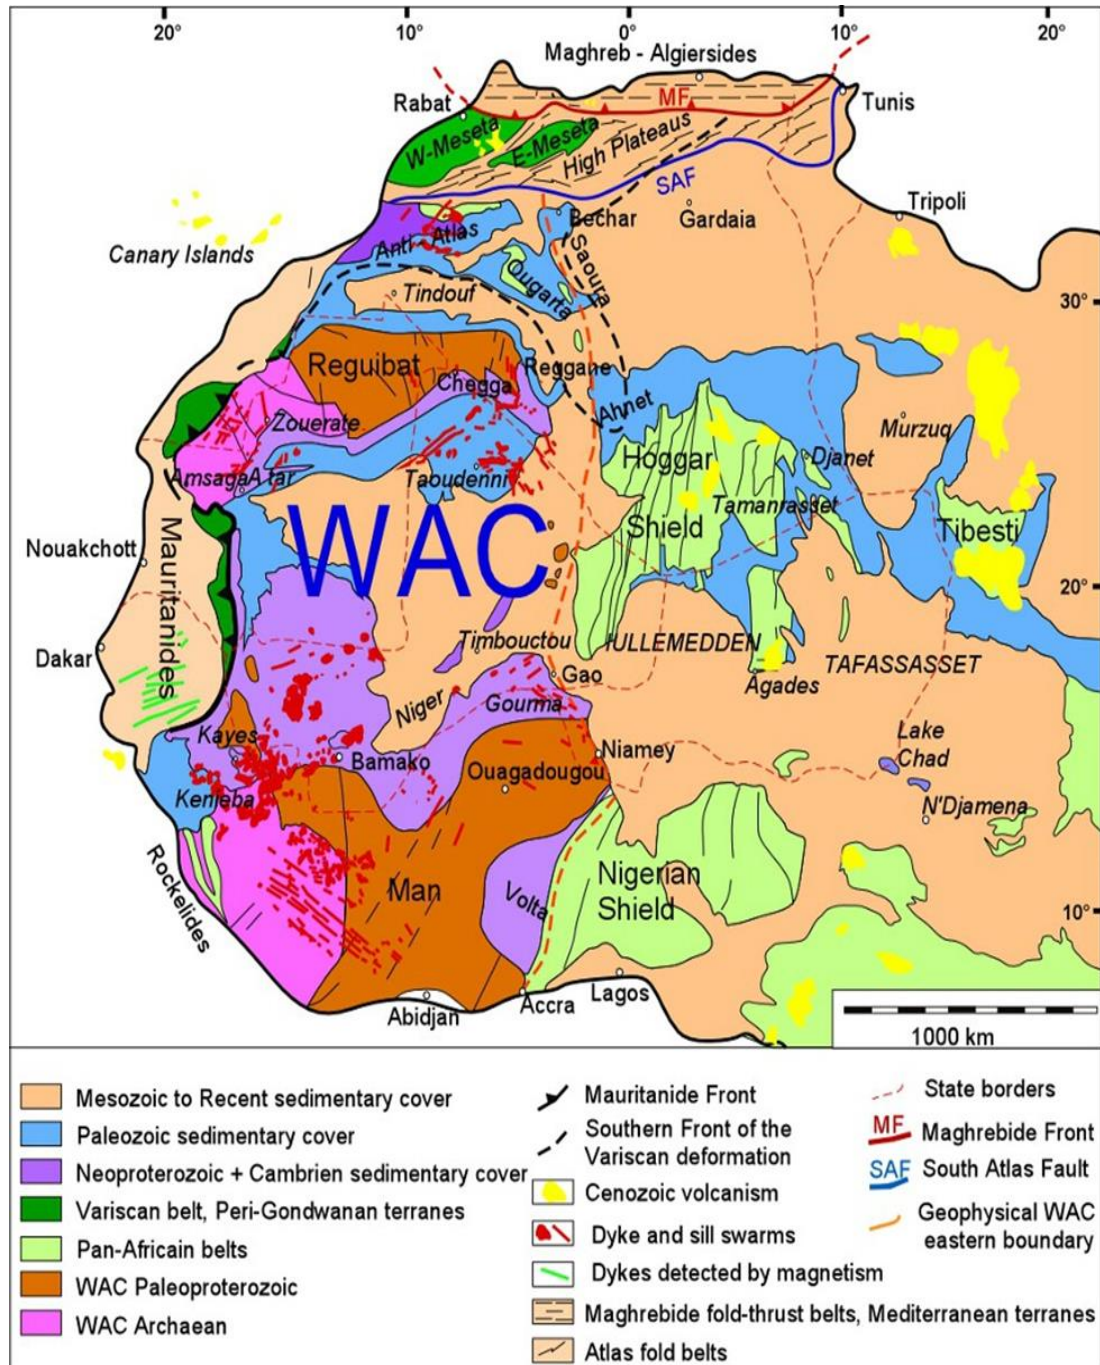 20° 10° 0° 10° 20°
Maghreb - Algiersides
Rabat
MF
Tunis
W-Meseta
E-Meseta
High Plateaus
SAF
Tripoli
Bechar
Gardaia
Canary Islands
Anti - Atlas
Ougarta
Saoura
Tindouf
30°
Reguibat
Reggane
Chegga
Ahnet
Zouerate
Murzuq
Hoggar
Shield
Djanet
Amsaga
Atar
Taoudenni
Tamanrasset
WAC
Tibesti
Nouakchott
Mauritanides
20°
Dakar
Timbouctou
IULLEMEDDEN
TAFASSASSET
Gao
Agades
Niger
Gourma
Kayes
Bamako
Niamey
Lake
Chad
Ouagadougou
Kenieba
N'Djamena
Rockelides
Man
Volta
Nigerian
Shield
10°
Abidjan
Accra
Lagos
1000 km
Mesozoic to Recent sedimentary cover
Paleozoic sedimentary cover
Neoproterozoic + Cambrien sedimentary cover
Variscan belt, Peri-Gondwanan terranes
Pan-Africain belts
WAC Paleoproterozoic
WAC Archaean
Mauritanide Front
Southern Front of the
Variscan deformation
Cenozoic volcanism
Dyke and sill swarms
Dykes detected by magnetism
Maghrebide fold-thrust belts, Mediterranean terranes
Atlas fold belts
State borders
MF Maghrebide Front
SAF South Atlas Fault
Geophysical WAC
eastern boundary